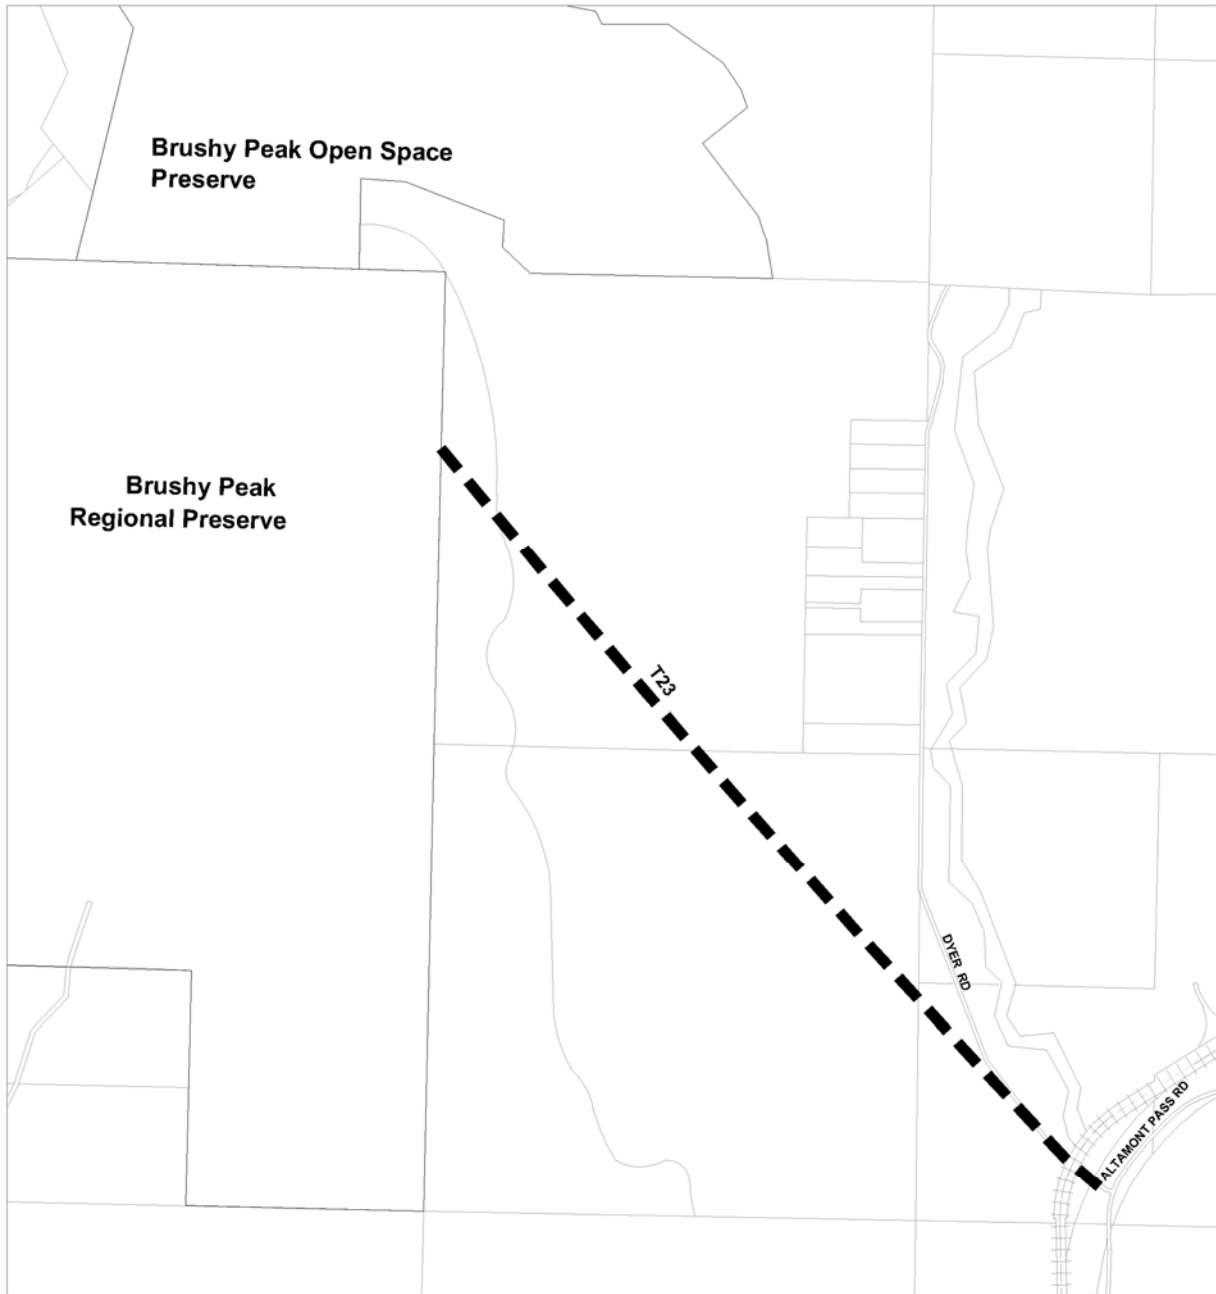 Brushy Peak Open Space
Preserve
Brushy Peak
Regional Preserve
T23
DYER RD
ALTAMONT PASS RD